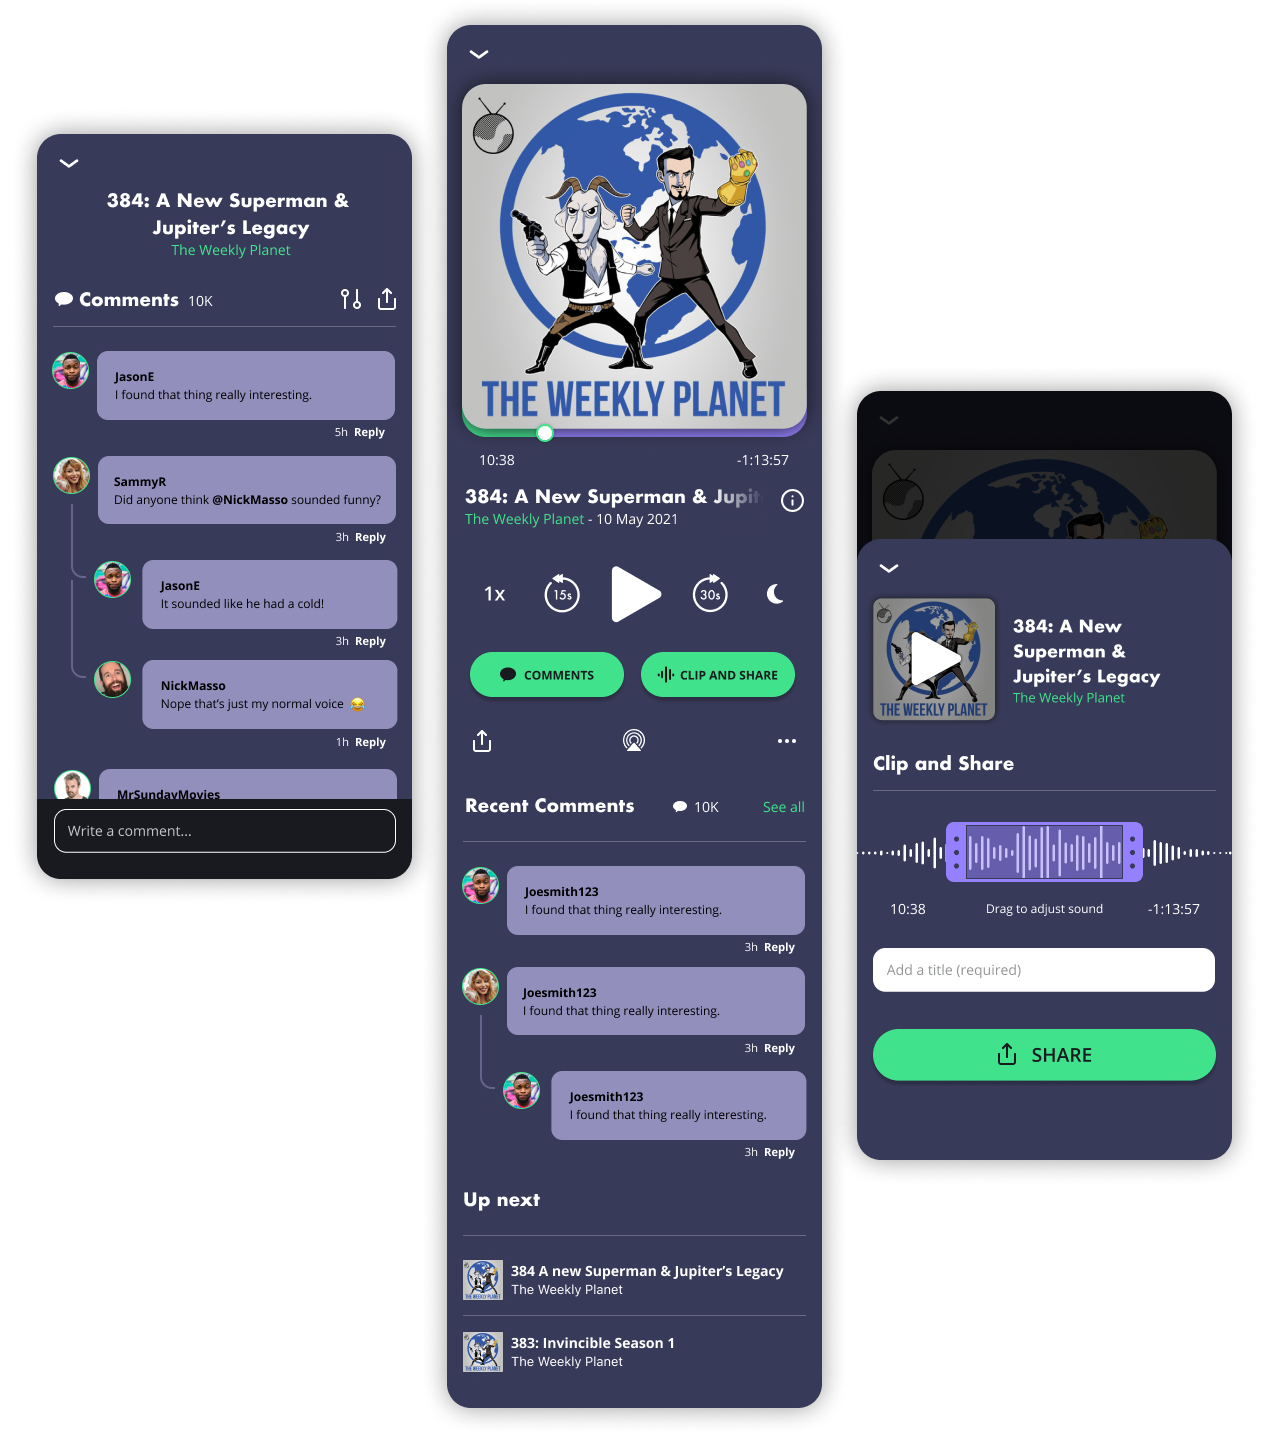 384: A New Superman &
Jupiter's Legacy
The Weekly Planet
Comments 10K
JasonE
I found that thing really interesting.
5h Reply
SammyR
Did anyone think @NickMasso sounded funny?
3h Reply
JasonE
It sounded like he had a cold!
3h Reply
NickMasso
Nope that's just my normal voice 😂
1h Reply
MrSundayMovies
Write a comment...
THE WEEKLY PLANET
10:38 -1:13:57
384: A New Superman & Jupit
The Weekly Planet - 10 May 2021
1x 15s 30s
COMMENTS CLIP AND SHARE
Recent Comments 10K See all
Joesmith123
I found that thing really interesting.
3h Reply
Joesmith123
I found that thing really interesting.
3h Reply
Joesmith123
I found that thing really interesting.
3h Reply
Up next
384 A new Superman & Jupiter's Legacy
The Weekly Planet
THE WEEKLY PLANET
383: Invincible Season 1
The Weekly Planet
THE WEEKLY PLANET
384: A New
Superman &
Jupiter's Legacy
The Weekly Planet
THE WEEKLY PLANET
Clip and Share
10:38 Drag to adjust sound -1:13:57
Add a title (required)
SHARE